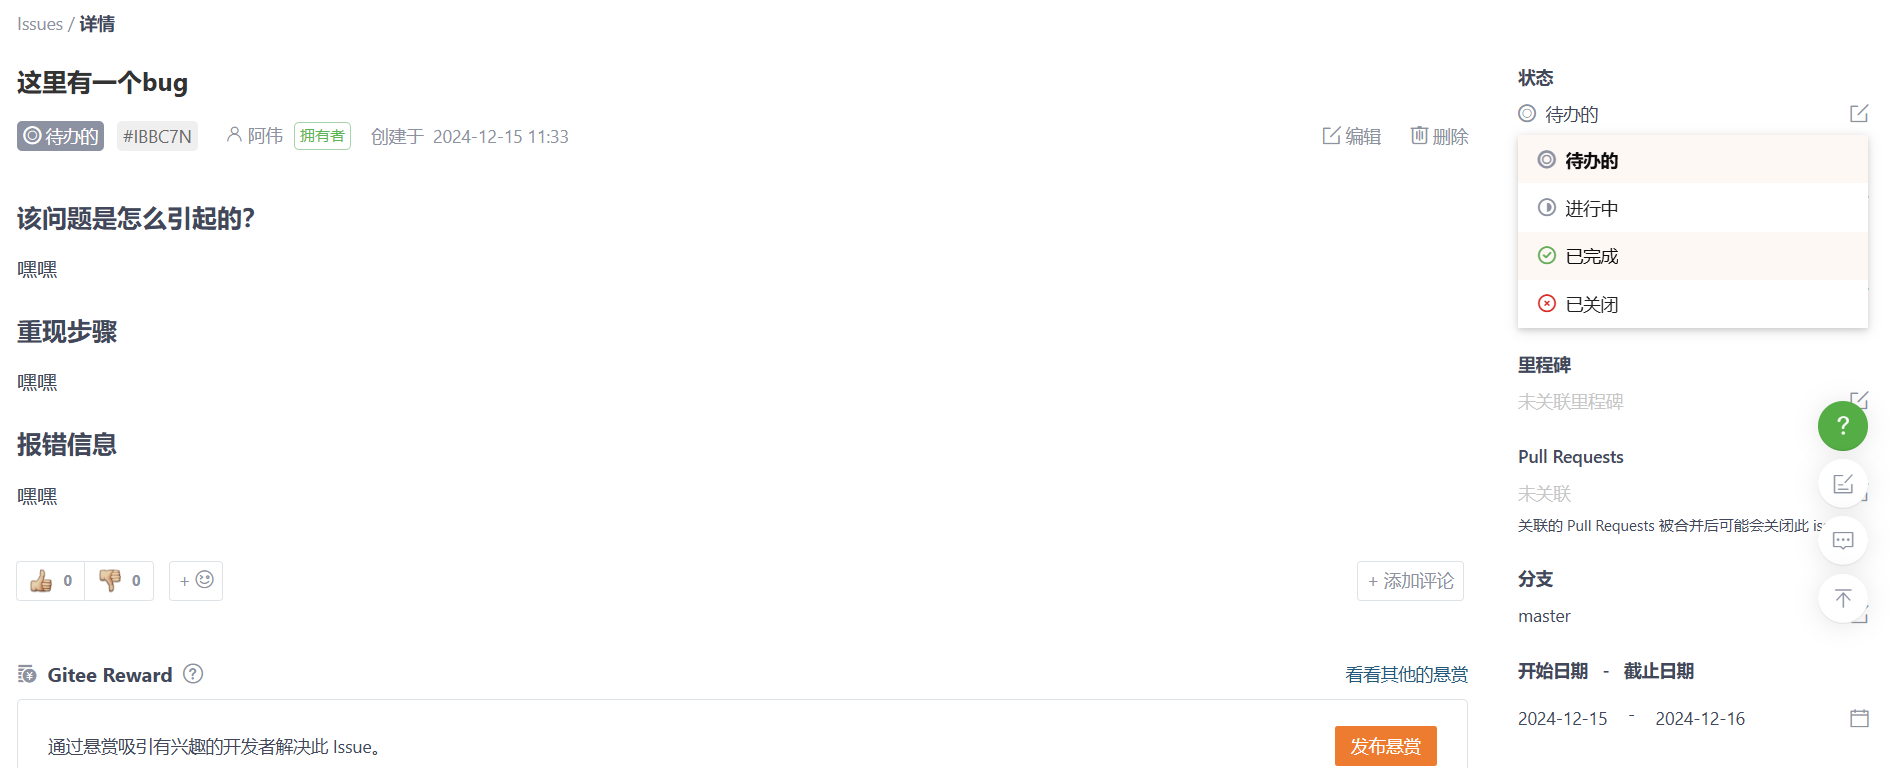 Issues / 详情
这里有一个bug
待办的 #IBBC7N 阿伟 拥有者 创建于 2024-12-15 11:33 编辑 删除
该问题是怎么引起的?
嘿嘿
重现步骤
嘿嘿
报错信息
嘿嘿
0 0 +
+ 添加评论
Gitee Reward ? 看看其他的悬赏
通过悬赏吸引有兴趣的开发者解决此 Issue。 发布悬赏
状态
待办的
待办的
进行中
已完成
已关闭
里程碑
未关联里程碑
?
Pull Requests
未关联
关联的 Pull Requests 被合并后可能会关闭此
分支
master
开始日期 - 截止日期
2024-12-15 - 2024-12-16